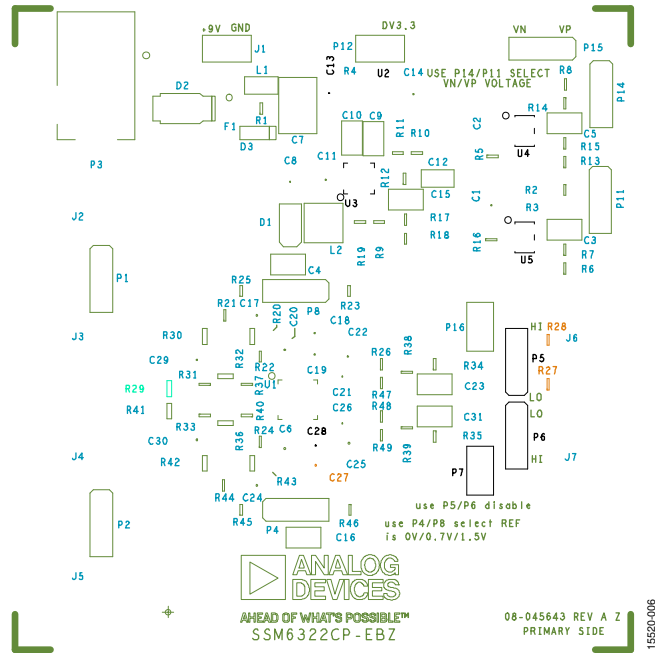 +9V GND
J1
DV3.3
P12
VN VP
P15
C13
R4
U2
C14
USE P14/P11 SELECT
VN/VP VOLTAGE
R8
P14
L1
D2
R1
F1
D3
C7
C10
C9
R11
R10
C2
R14
C5
U4
R15
R13
R5
P3
C8
C11
R12
C12
C15
U3
C1
R2
R3
P11
J2
D1
L2
R17
R18
R19
R9
R16
U5
C3
R7
R6
P1
C4
R25
R21
C17
P8
R23
R20
C20
C18
C22
P16
HI
R28
J6
J3
R30
R32
R22
R38
R26
R34
P5
R27
C29
R31
C19
R29
U1
R37
C21
R47
C23
LO
R41
R40
C26
R48
LO
R33
C6
R49
C31
C30
R36
R24
C28
R39
R35
P6
J4
R42
C25
C27
P7
HI
J7
R44
C24
R43
use P5/P6 disable
P2
R45
P4
R46
use P4/P8 select REF
C16
is 0V/0.7V/1.5V
J5
ANALOG
DEVICES
AHEAD OF WHAT'S POSSIBLE™
SSM6322CP-EBZ
08-045643 REV A Z
PRIMARY SIDE
15520-006